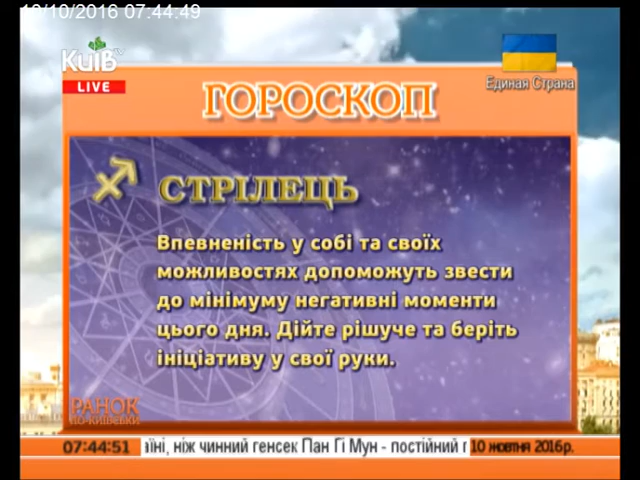 10/10/2016 07:44:49
Київ TV
LIVE
Единая Страна
ГОРОСКОП
СТРІЛЕЦЬ
Впевненість у собі та своїх
можливостях допоможуть звести
до мінімуму негативні моменти
цього дня. Дійте рішуче та беріть
ініціативу у свої руки.
РАНОК
ПО-КИЇВСЬКИ
07:44:51 їні, ніж чинний генсек Пан Гі Мун - постійний 10 жовтня 2016р.